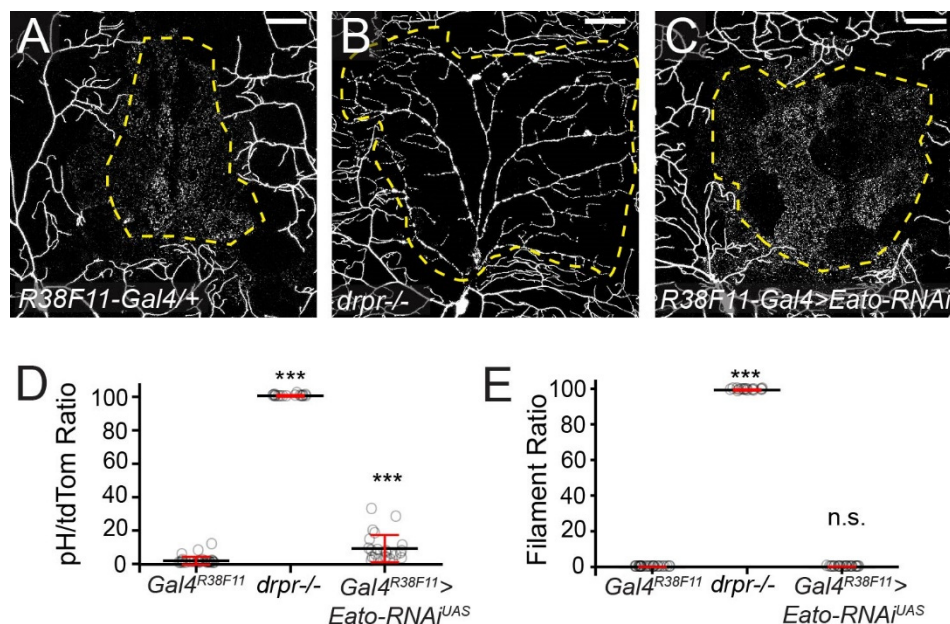 A
B
C
R38F11-Gal4/+
drpr-/-
R38F11-Gal4>Eato-RNAi
D
E
pH/tdTom Ratio
100
80
60
40
20
0
***
***
Gal4R38F11
drpr-/-
Gal4R38F11>
Eato-RNAiUAS
Filament Ratio
100
80
60
40
20
0
***
n.s.
Gal4R38F11
drpr-/-
Gal4R38F11>
Eato-RNAiUAS